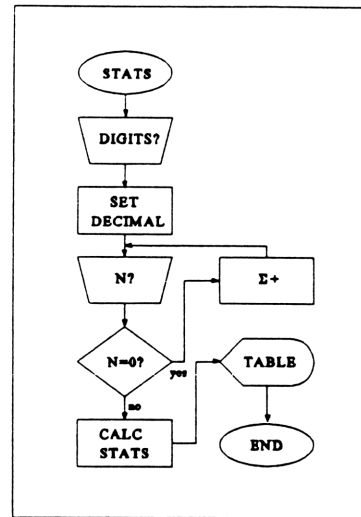 STATS
DIGITS?
SET
DECIMAL
N?
Σ+
N=0?
yes
TABLE
no
CALC
STATS
END